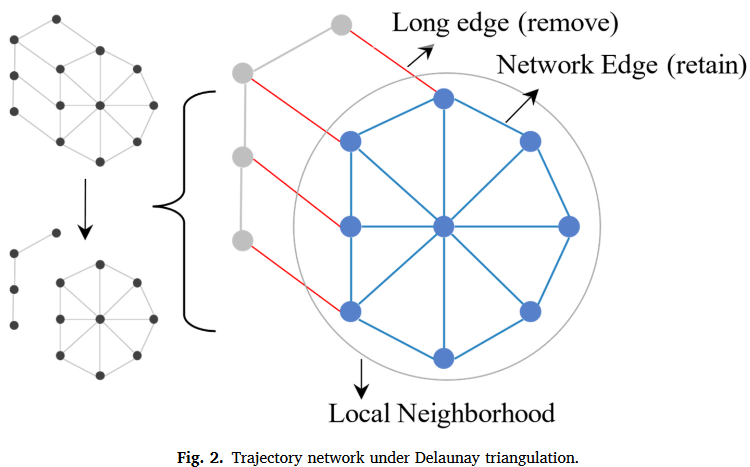 Long edge (remove)
Network Edge (retain)
Local Neighborhood
Fig. 2. Trajectory network under Delaunay triangulation.